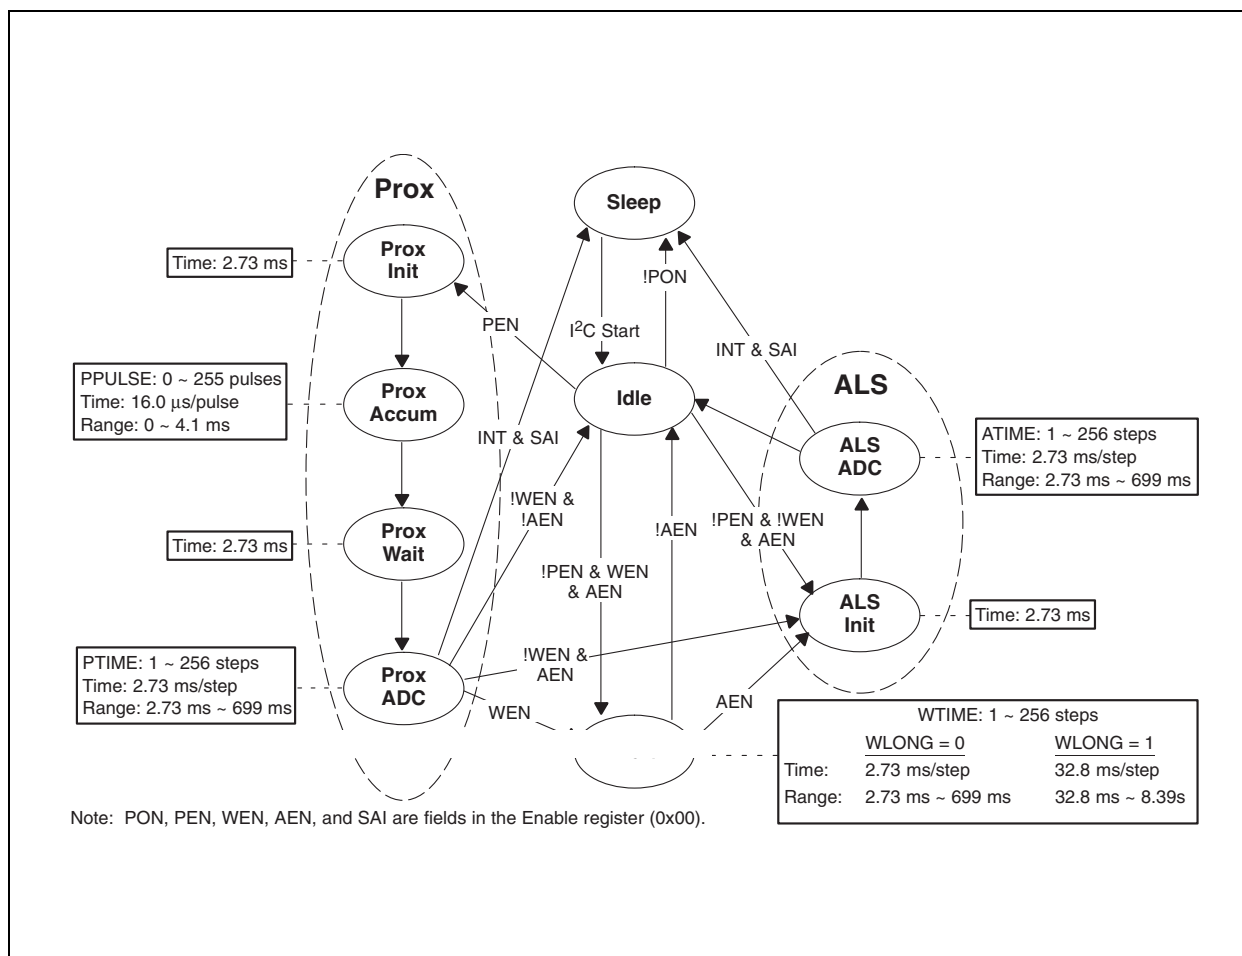 Prox
Sleep
Prox
Init
Time: 2.73 ms
!PON
PEN
I²C Start
INT & SAI
PPULSE: 0 ~ 255 pulses
Time: 16.0 μs/pulse
Range: 0 ~ 4.1 ms
Prox
Accum
Idle
ALS
INT & SAI
ALS
ADC
ATIME: 1 ~ 256 steps
Time: 2.73 ms/step
Range: 2.73 ms ~ 699 ms
!WEN &
!AEN
!AEN
!PEN & !WEN
& AEN
Prox
Wait
Time: 2.73 ms
!PEN & WEN
& AEN
ALS
Init
Time: 2.73 ms
PTIME: 1 ~ 256 steps
Time: 2.73 ms/step
Range: 2.73 ms ~ 699 ms
Prox
ADC
!WEN &
AEN
WEN
AEN
WTIME: 1 ~ 256 steps
WLONG = 0 WLONG = 1
Time: 2.73 ms/step 32.8 ms/step
Range: 2.73 ms ~ 699 ms 32.8 ms ~ 8.39s
Note: PON, PEN, WEN, AEN, and SAI are fields in the Enable register (0x00).